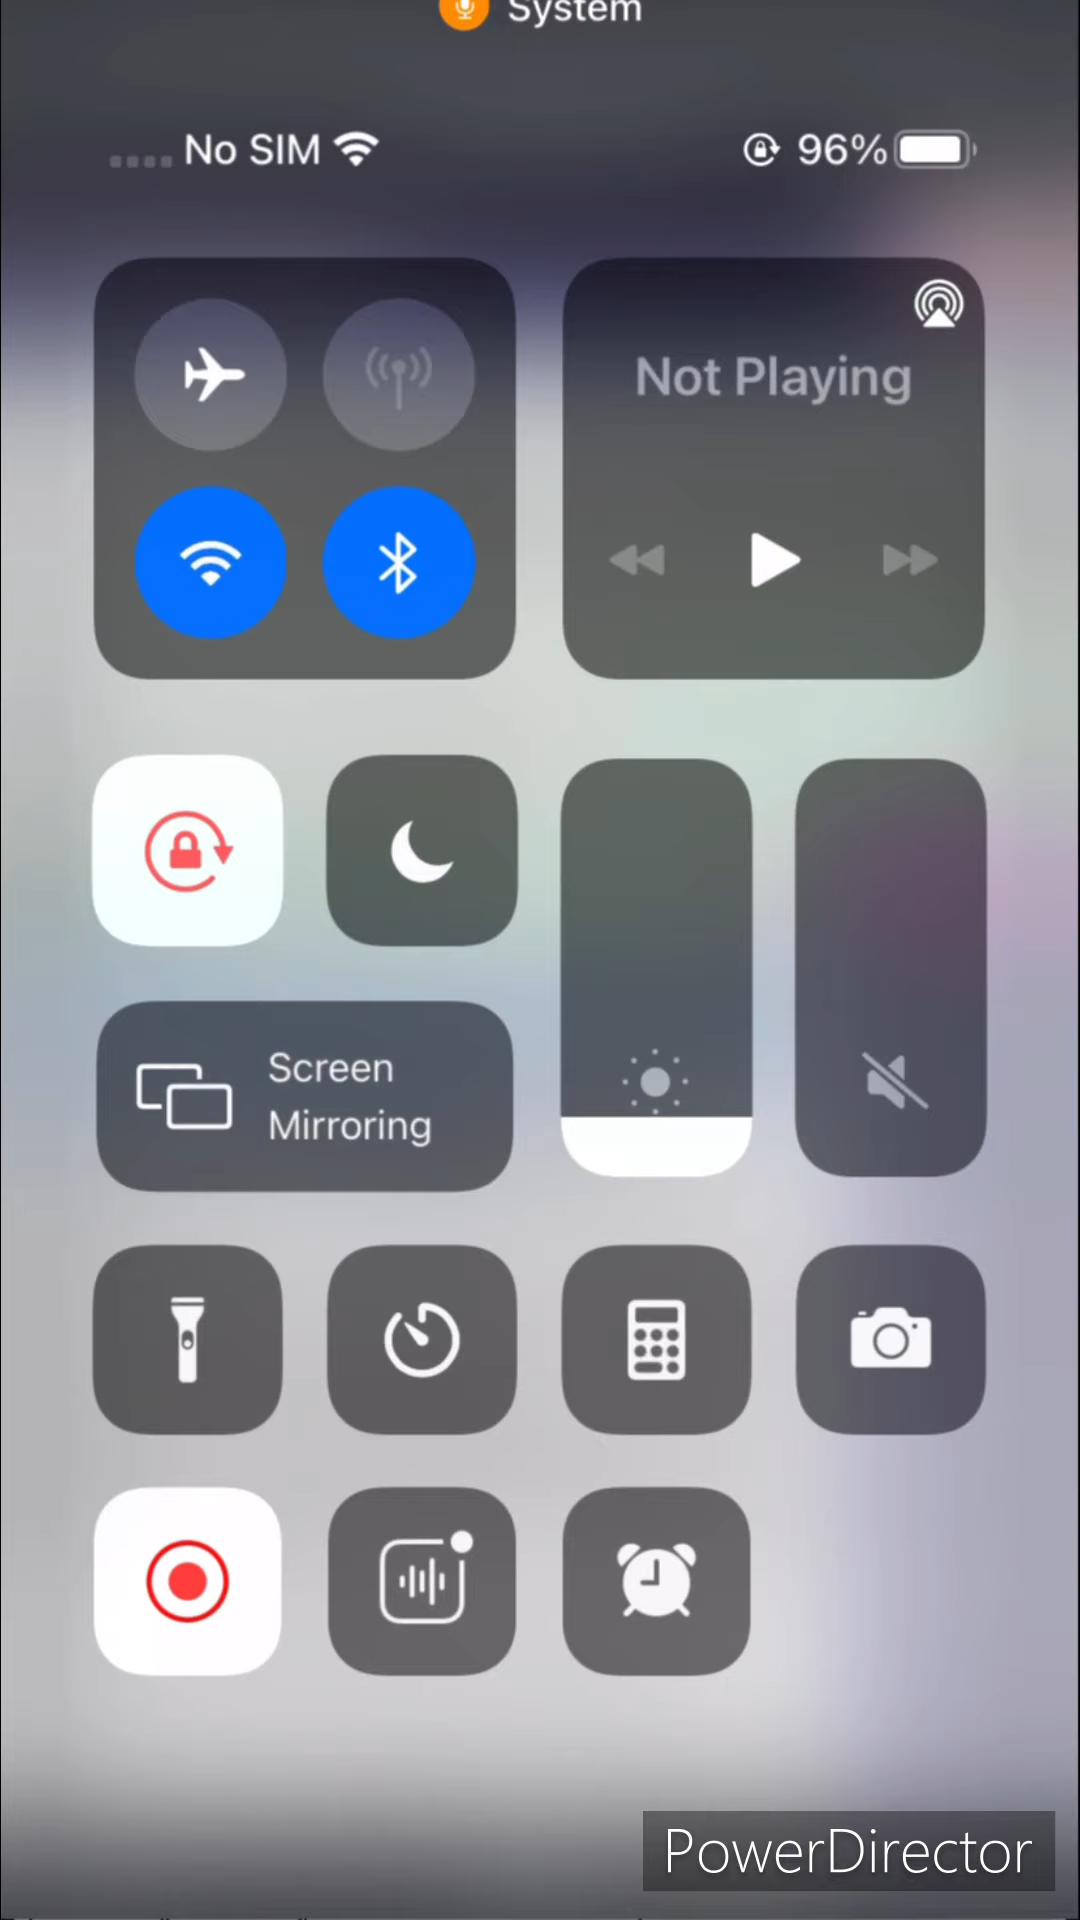 System
No SIM
96%
Not Playing
Screen
Mirroring
PowerDirector